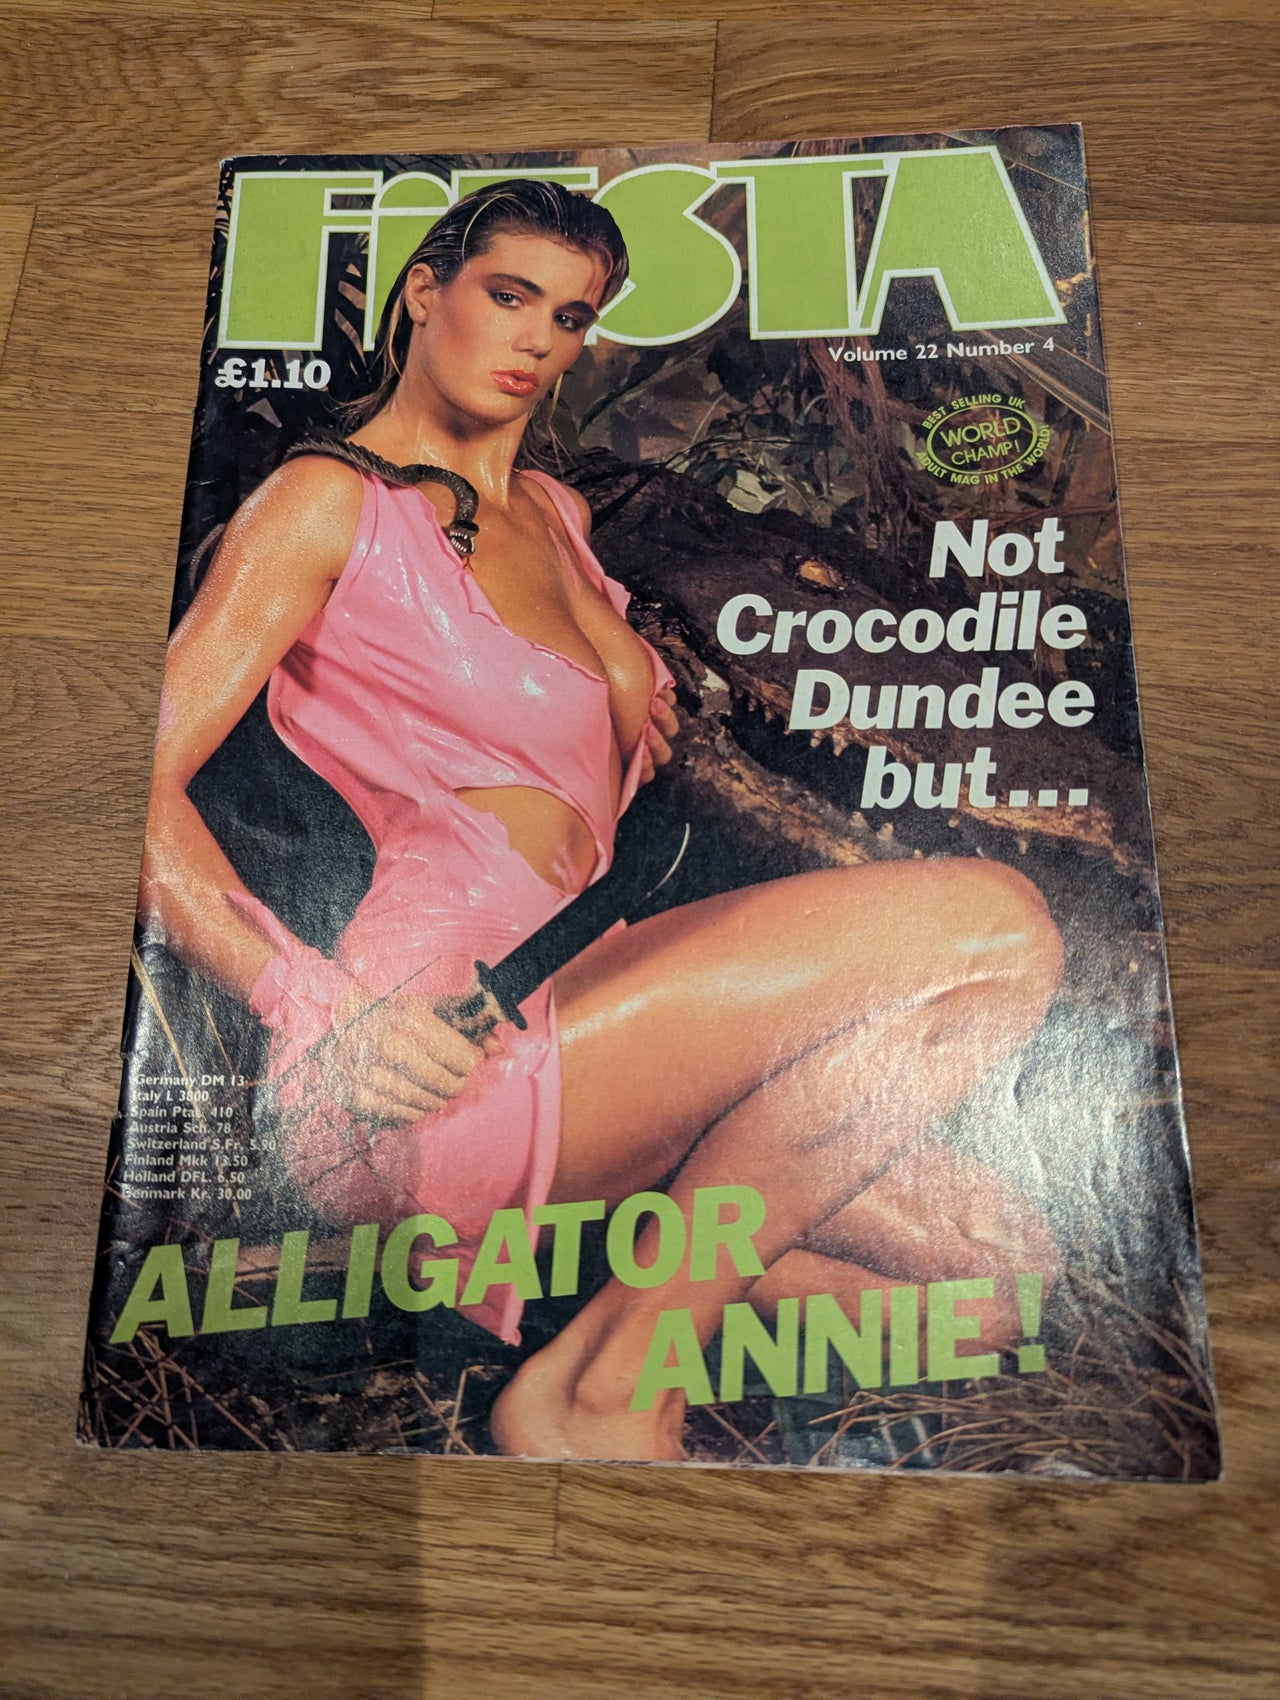 FiESTA
£1.10
Volume 22 Number 4
BEST SELLING UK
WORLD
CHAMP!
ADULT MAG IN THE WORLD!
Not
Crocodile
Dundee
but...
Germany DM 13
Italy L 3800
Spain Ptas. 410
Austria Sch. 78
Switzerland S.Fr. 5.90
Finland Mkk 13.50
Holland DFL. 6.50
Denmark Kr. 30.00
ALLIGATOR
ANNIE!